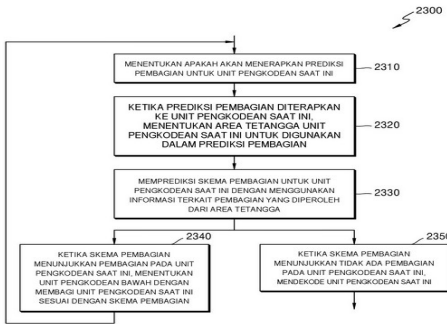 2300
MENENTUKAN APAKAH AKAN MENERAPKAN PREDIKSI
PEMBAGIAN UNTUK UNIT PENGKODEAN SAAT INI
2310
KETIKA PREDIKSI PEMBAGIAN DITERAPKAN
KE UNIT PENGKODEAN SAAT INI,
MENENTUKAN AREA TETANGGA UNIT
PENGKODEAN SAAT INI UNTUK DIGUNAKAN
DALAM PREDIKSI PEMBAGIAN
2320
MEMPREDIKSI SKEMA PEMBAGIAN UNTUK UNIT
PENGKODEAN SAAT INI DENGAN MENGGUNAKAN
INFORMASI TERKAIT PEMBAGIAN YANG DIPEROLEH
DARI AREA TETANGGA
2330
2340
KETIKA SKEMA PEMBAGIAN
MENUNJUKKAN PEMBAGIAN PADA UNIT
PENGKODEAN SAAT INI, MENENTUKAN
UNIT PENGKODEAN BAWAH DENGAN
MEMBAGI UNIT PENGKODEAN SAAT INI
SESUAI DENGAN SKEMA PEMBAGIAN
2350
KETIKA SKEMA PEMBAGIAN
MENUNJUKKAN TIDAK ADA PEMBAGIAN
PADA UNIT PENGKODEAN SAAT INI,
MENDEKODE UNIT PENGKODEAN SAAT INI